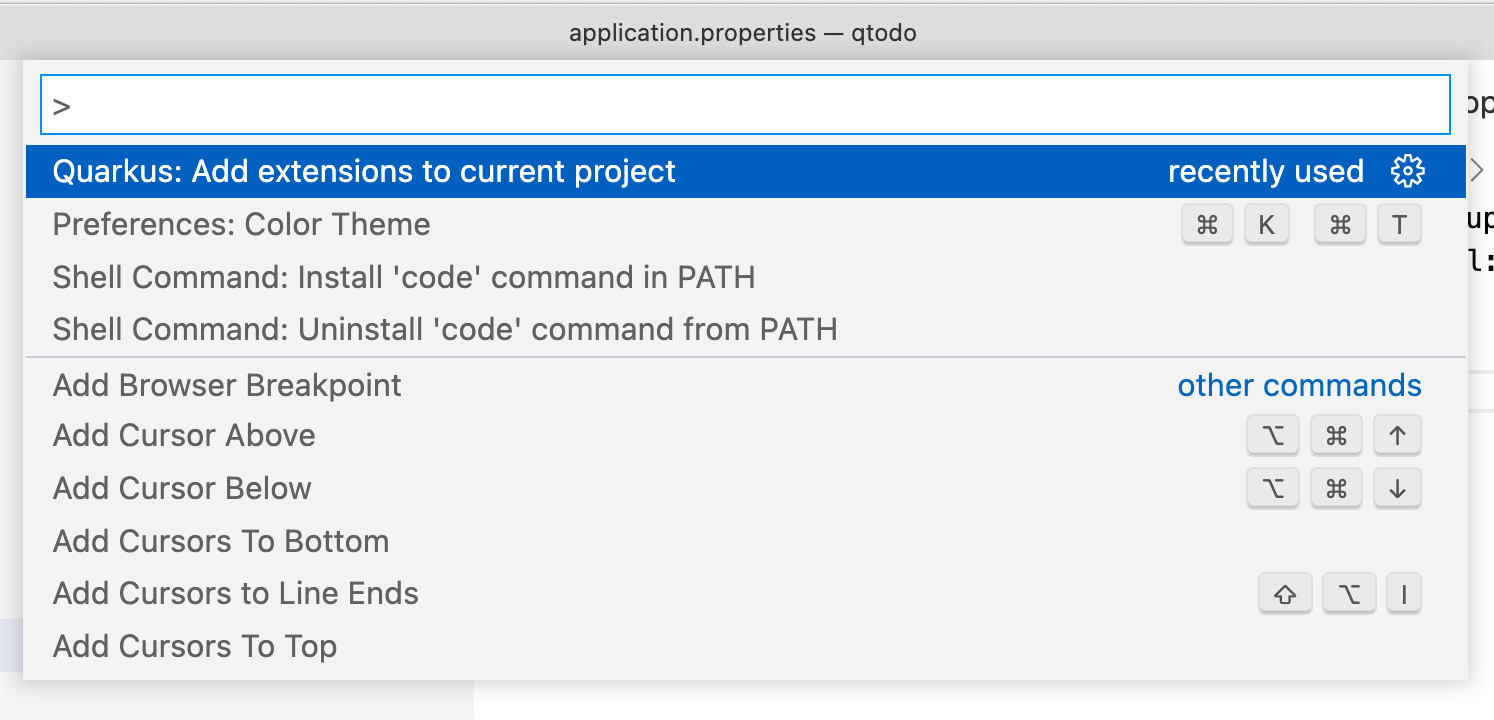 application.properties — qtodo
>
Quarkus: Add extensions to current project recently used
Preferences: Color Theme ⌘ K ⌘ T
Shell Command: Install 'code' command in PATH
Shell Command: Uninstall 'code' command from PATH
Add Browser Breakpoint other commands
Add Cursor Above ⌥ ⌘ ↑
Add Cursor Below ⌥ ⌘ ↓
Add Cursors To Bottom
Add Cursors to Line Ends ⇧ ⌥ I
Add Cursors To Top